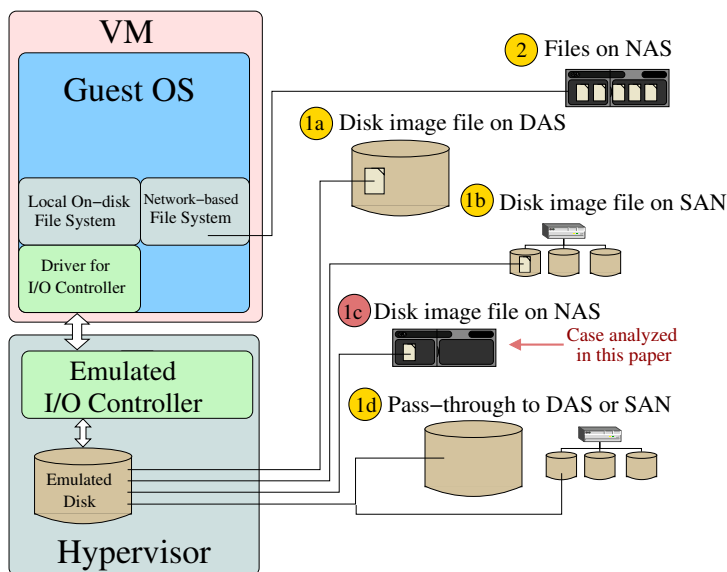 VM
Guest OS
Local On-disk
File System
Network-based
File System
Driver for
I/O Controller
Emulated
I/O Controller
Emulated
Disk
Hypervisor
2 Files on NAS
1a Disk image file on DAS
1b Disk image file on SAN
1c Disk image file on NAS
Case analyzed
in this paper
1d Pass-through to DAS or SAN